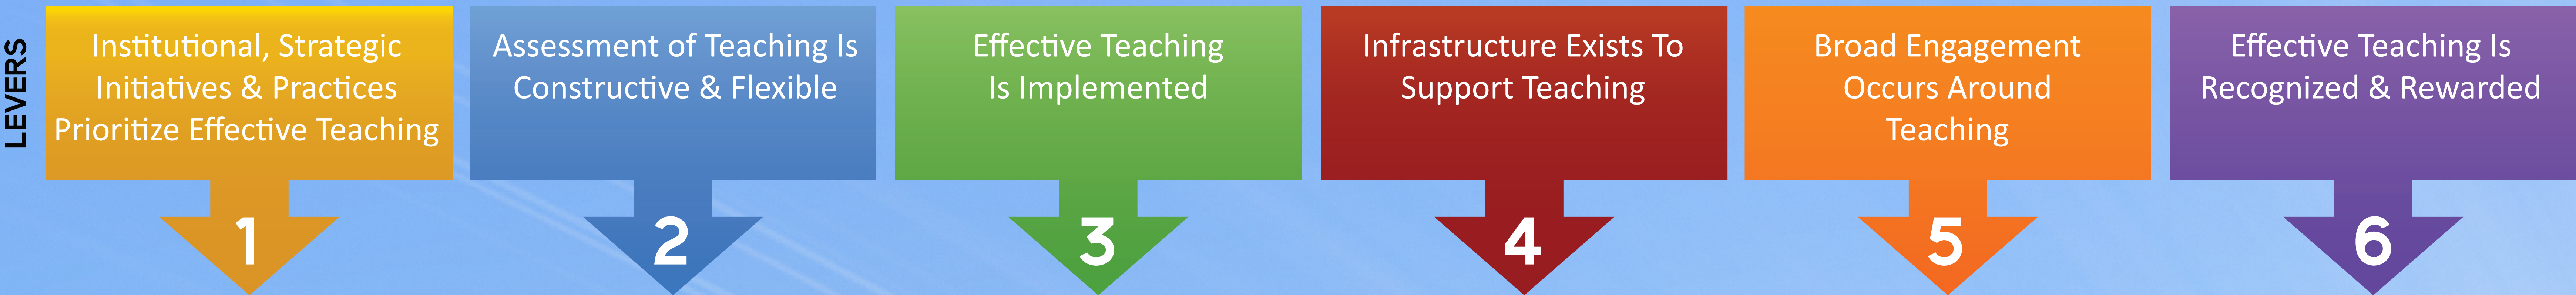 LEVERS
Institutional, Strategic
Initiatives & Practices
Prioritize Effective Teaching
1
Assessment of Teaching Is
Constructive & Flexible
2
Effective Teaching
Is Implemented
3
Infrastructure Exists To
Support Teaching
4
Broad Engagement
Occurs Around
Teaching
5
Effective Teaching Is
Recognized & Rewarded
6